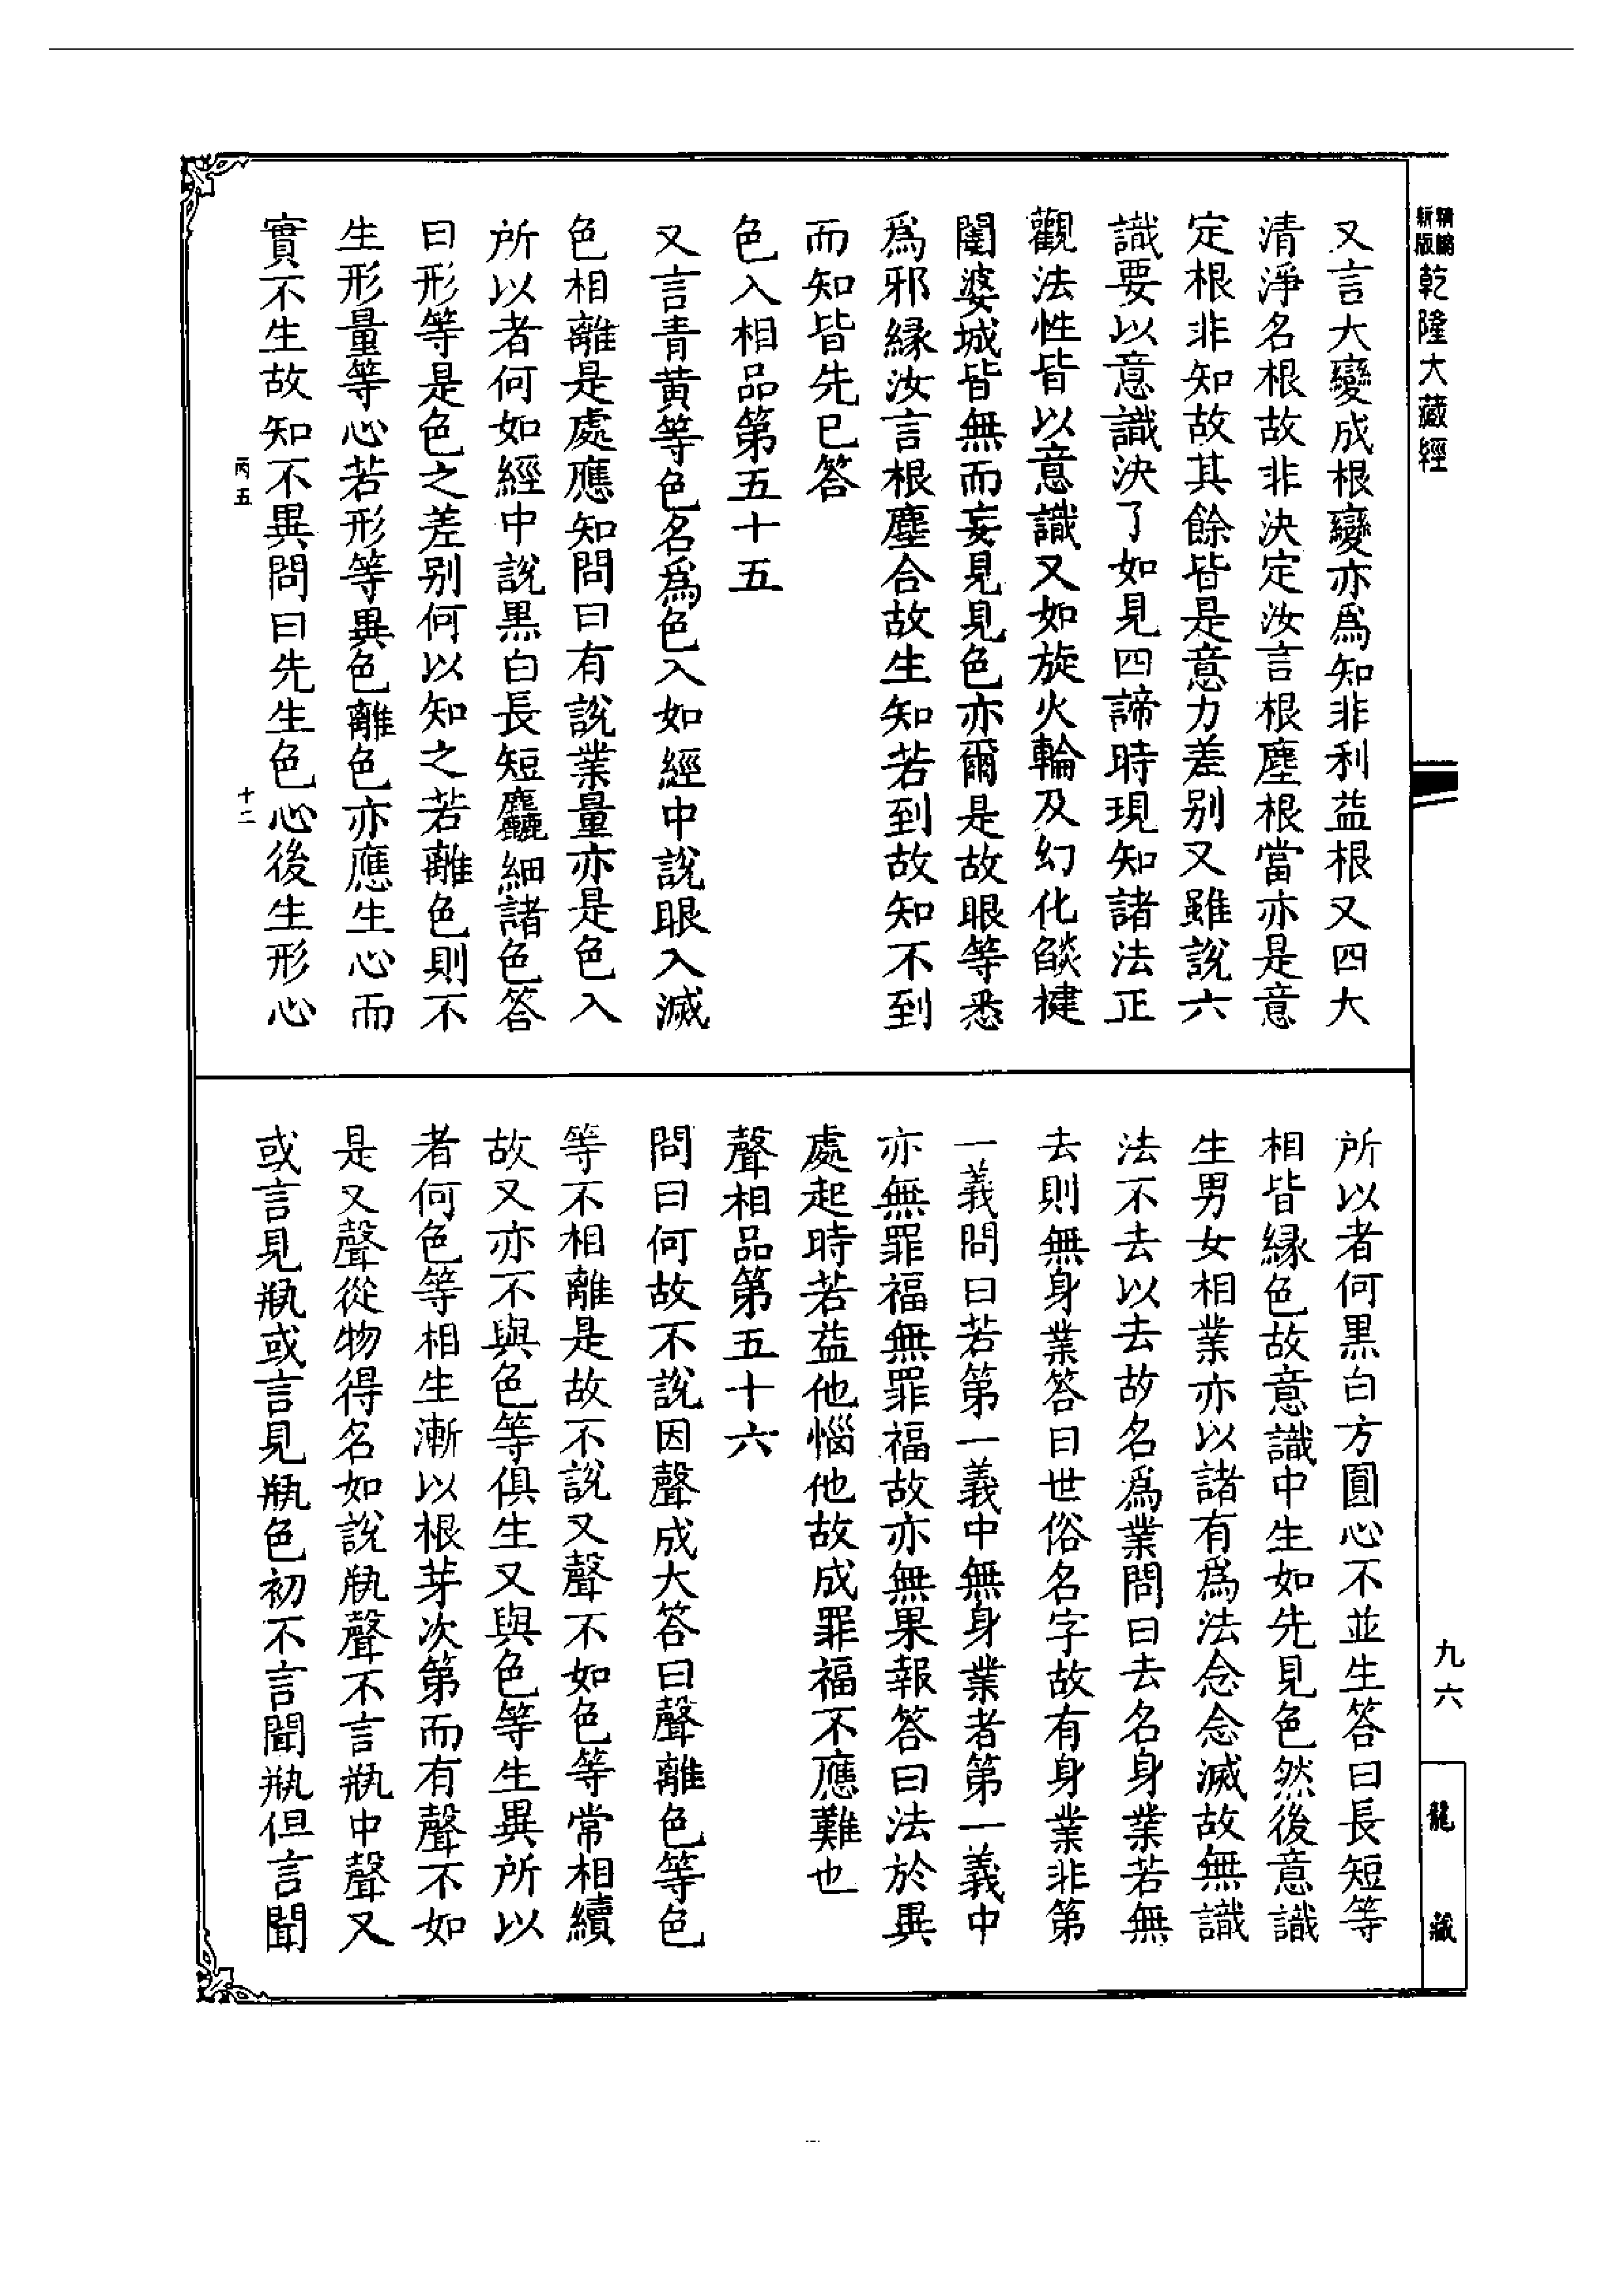 精編
新版
乾隆大藏經
又言大變成根變亦為知非利益根又四大
清淨名根故非決定汝言根塵根當亦是意
定根非知故其餘皆是意力差别又雖說六
識要以意識決了如見四諦時現知諸法正
觀法性皆以意識又如旋火輪及幻化𦦨揵
闥婆城皆無而妄見見色亦爾是故眼等悉
為邪緣汝言根塵合故生知若到故知不到
而知皆先已答
色入相品第五十五
又言青黄等色名為色入如經中說眼入滅
色相離是處應知問曰有說業量亦是色入
所以者何如經中說黒白長短麤細諸色答
曰形等是色之差别何以知之若離色則不
生形量等心若形等異色離色亦應生心而
實不生故知不異問曰先生色心後生形心
丙五
十二
所以者何黒白方圓心不並生答曰長短等
相皆緣色故意識中生如先見色然後意識
生男女相業亦以諸有為法念念滅故無識
法不去以去故名為業問曰去名身業若無
去則無身業答曰世俗名字故有身業非第
一義問曰若第一義中無身業者第一義中
亦無罪福無罪福故亦無果報答曰法於異
處起時若益他惱他故成罪福不應難也
聲相品第五十六
問曰何故不說因聲成大答曰聲離色等色
等不相離是故不說又聲不如色等常相續
故又亦不與色等俱生又與色等生異所以
者何色等相生漸以根芽次第而有聲不如
是又聲從物得名如說瓶聲不言瓶中聲又
或言見瓶或言見瓶色初不言聞瓶但言聞
九六
龍藏